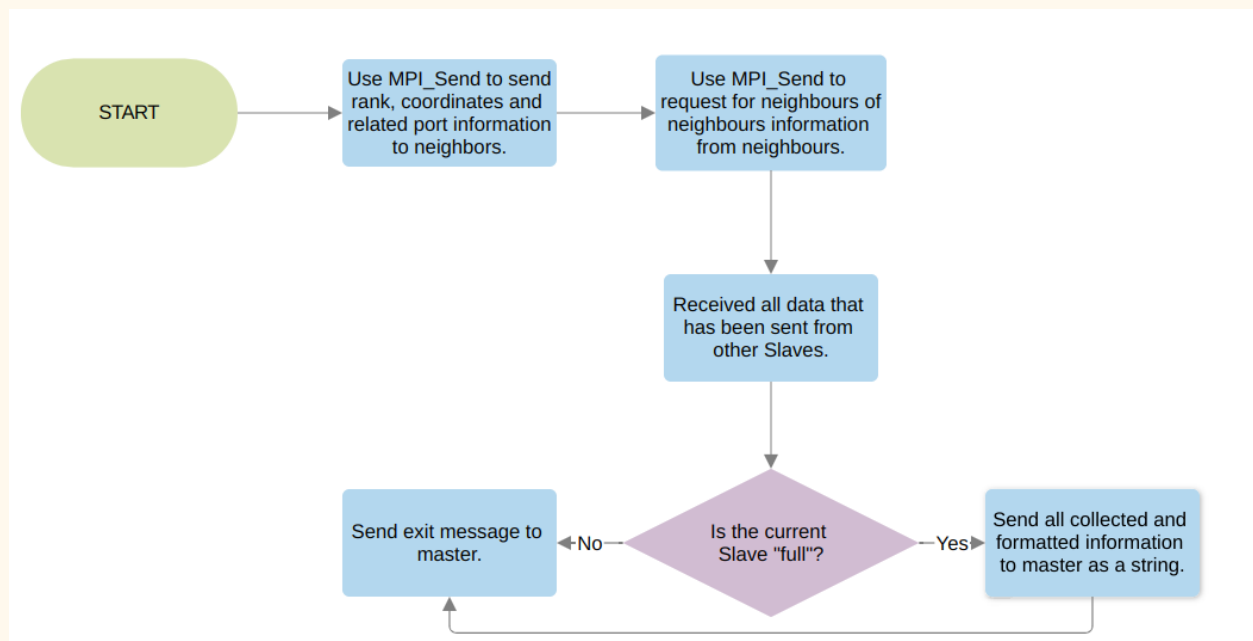 START
Use MPI_Send to send
rank, coordinates and
related port information
to neighbors.
Use MPI_Send to
request for neighbours of
neighbours information
from neighbours.
Received all data that
has been sent from
other Slaves.
Is the current
Slave "full"?
No
Send exit message to
master.
Yes
Send all collected and
formatted information
to master as a string.